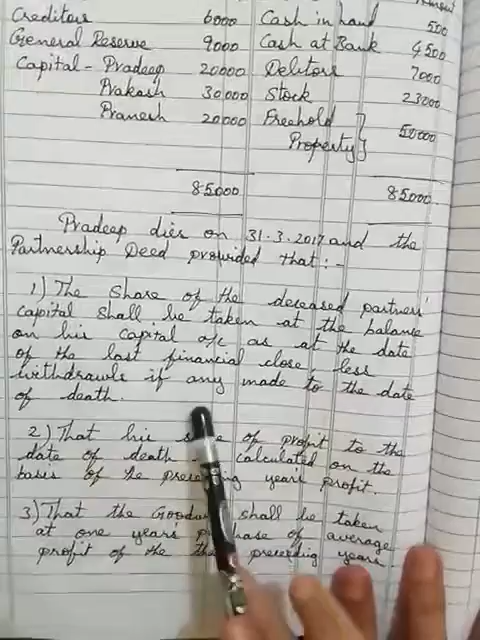 Creditors 6000 Cash in hand 500
General Reserve 9000 Cash at Bank 4500
Capital - Pradeep 20000 Debtors 7000
Prakash 30000 Stock 23000
Pranesh 20000 Freehold
Property } 50000
85000 85000
Pradeep dies on 31.3.2017 and the
Partnership Deed provided that :-
1) The share of the deceased partners'
capital shall be taken at the balance
on his capital a/c as at the date
of the last financial close, less
withdrawls if any made to the date
of death.
2) That his of profit to the
date of death calculated on the
basis of the preceding year's profit.
3) That the shall be taken
at one year's of average
profit of the preceding years.